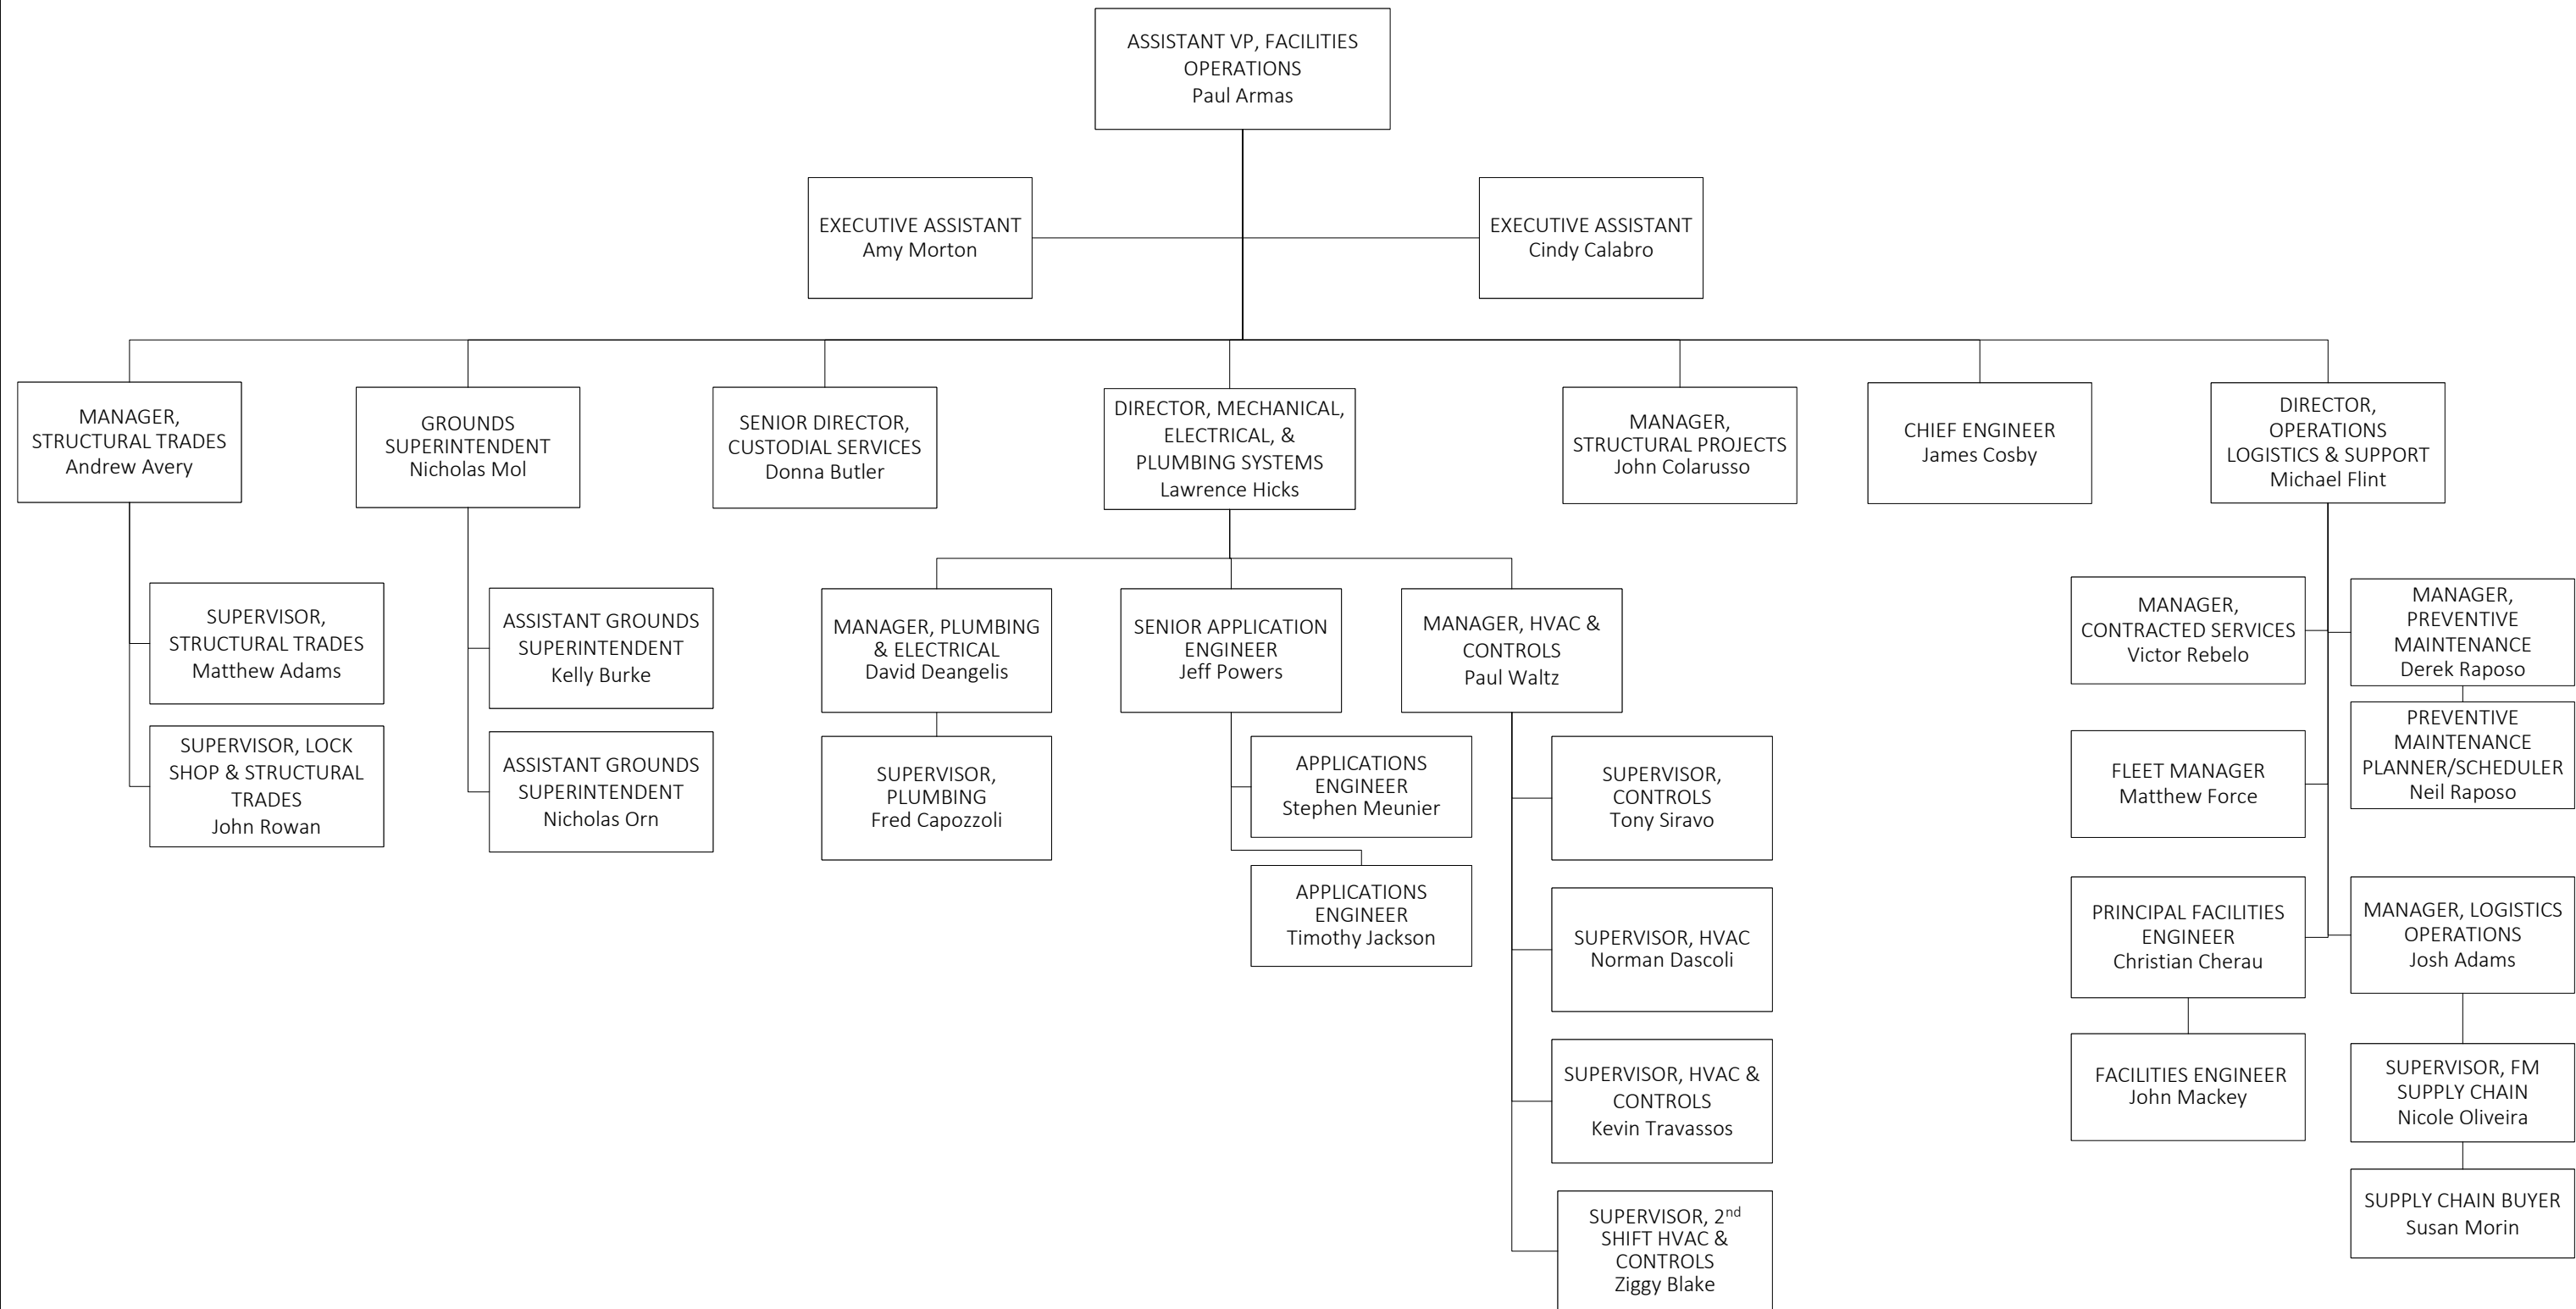 ASSISTANT VP, FACILITIES
OPERATIONS
Paul Armas
EXECUTIVE ASSISTANT
Amy Morton
EXECUTIVE ASSISTANT
Cindy Calabro
MANAGER,
STRUCTURAL TRADES
Andrew Avery
GROUNDS
SUPERINTENDENT
Nicholas Mol
SENIOR DIRECTOR,
CUSTODIAL SERVICES
Donna Butler
DIRECTOR, MECHANICAL,
ELECTRICAL, &
PLUMBING SYSTEMS
Lawrence Hicks
MANAGER,
STRUCTURAL PROJECTS
John Colarusso
CHIEF ENGINEER
James Cosby
DIRECTOR,
OPERATIONS
LOGISTICS & SUPPORT
Michael Flint
SUPERVISOR,
STRUCTURAL TRADES
Matthew Adams
SUPERVISOR, LOCK
SHOP & STRUCTURAL
TRADES
John Rowan
ASSISTANT GROUNDS
SUPERINTENDENT
Kelly Burke
ASSISTANT GROUNDS
SUPERINTENDENT
Nicholas Orn
MANAGER, PLUMBING
& ELECTRICAL
David Deangelis
SUPERVISOR,
PLUMBING
Fred Capozzoli
SENIOR APPLICATION
ENGINEER
Jeff Powers
APPLICATIONS
ENGINEER
Stephen Meunier
APPLICATIONS
ENGINEER
Timothy Jackson
MANAGER, HVAC &
CONTROLS
Paul Waltz
SUPERVISOR,
CONTROLS
Tony Siravo
SUPERVISOR, HVAC
Norman Dascoli
SUPERVISOR, HVAC &
CONTROLS
Kevin Travassos
SUPERVISOR, 2nd
SHIFT HVAC &
CONTROLS
Ziggy Blake
MANAGER,
CONTRACTED SERVICES
Victor Rebelo
FLEET MANAGER
Matthew Force
PRINCIPAL FACILITIES
ENGINEER
Christian Cherau
FACILITIES ENGINEER
John Mackey
MANAGER,
PREVENTIVE
MAINTENANCE
Derek Raposo
PREVENTIVE
MAINTENANCE
PLANNER/SCHEDULER
Neil Raposo
MANAGER, LOGISTICS
OPERATIONS
Josh Adams
SUPERVISOR, FM
SUPPLY CHAIN
Nicole Oliveira
SUPPLY CHAIN BUYER
Susan Morin